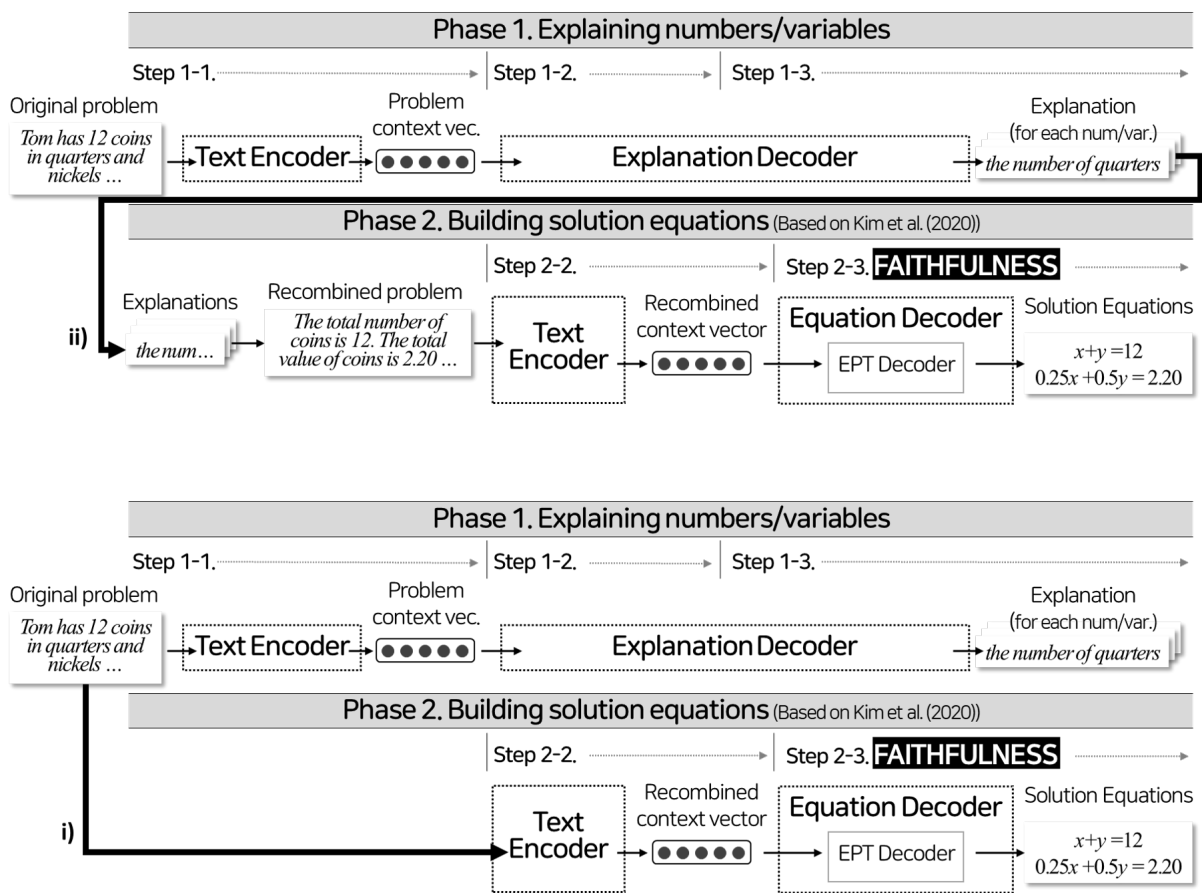 Phase 1. Explaining numbers/variables
Step 1-1.
Step 1-2.
Step 1-3.
Original problem
Tom has 12 coins
in quarters and
nickels ...
Text Encoder
Problem
context vec.
Explanation Decoder
Explanation
(for each num/var.)
the number of quarters
Phase 2. Building solution equations (Based on Kim et al. (2020))
Step 2-2.
Step 2-3. FAITHFULNESS
ii)
Explanations
the num...
Recombined problem
The total number of
coins is 12. The total
value of coins is 2.20 ...
Text
Encoder
Recombined
context vector
Equation Decoder
EPT Decoder
Solution Equations
x+y =12
0.25x +0.5y = 2.20
Phase 1. Explaining numbers/variables
Step 1-1.
Step 1-2.
Step 1-3.
Original problem
Tom has 12 coins
in quarters and
nickels ...
Text Encoder
Problem
context vec.
Explanation Decoder
Explanation
(for each num/var.)
the number of quarters
Phase 2. Building solution equations (Based on Kim et al. (2020))
Step 2-2.
Step 2-3. FAITHFULNESS
i)
Text
Encoder
Recombined
context vector
Equation Decoder
EPT Decoder
Solution Equations
x+y =12
0.25x +0.5y = 2.20